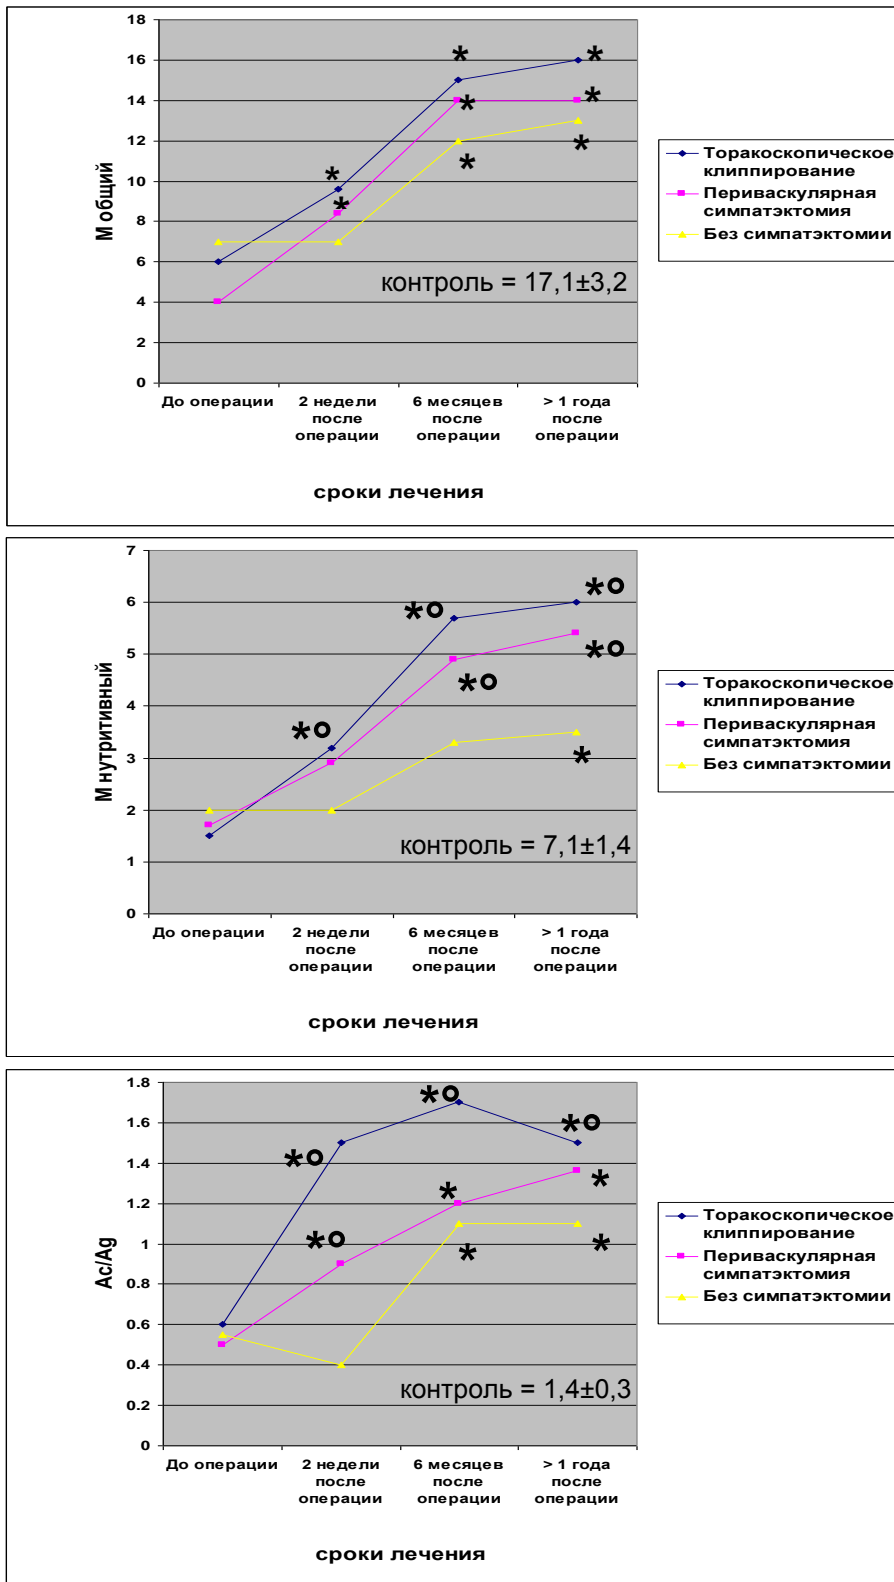 18
16
14
12
10
8
6
4
2
0
М общий
* * * * * * * *
контроль = 17,1±3,2
До операции
2 недели
после
операции
6 месяцев
после
операции
> 1 года
после
операции
сроки лечения
Торакоскопическое
клиппирование
Периваскулярная
симпатэктомия
Без симпатэктомии
7
6
5
4
3
2
1
0
М нутритивный
контроль = 7,1±1,4
До операции
2 недели
после
операции
6 месяцев
после
операции
> 1 года
после
операции
сроки лечения
Торакоскопическое
клиппирование
Периваскулярная
симпатэктомия
Без симпатэктомии
1.8
1.6
1.4
1.2
1
0.8
0.6
0.4
0.2
0
Ac/Ag
контроль = 1,4±0,3
До операции
2 недели
после
операции
6 месяцев
после
операции
> 1 года
после
операции
сроки лечения
Торакоскопическое
клиппирование
Периваскулярная
симпатэктомия
Без симпатэктомии